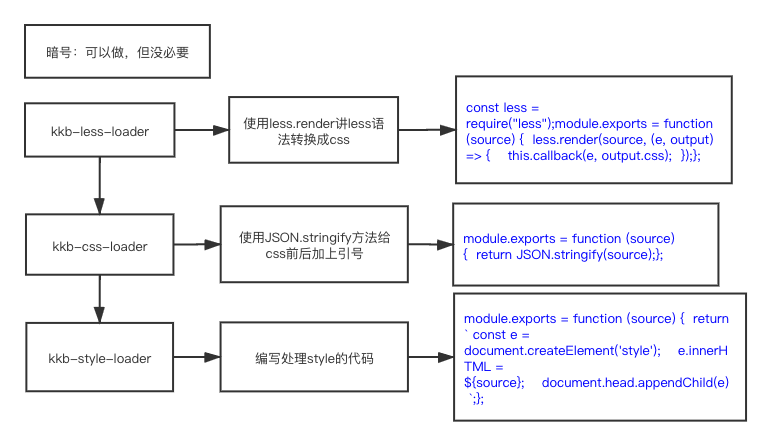 暗号：可以做，但没必要
kkb-less-loader
使用less.render讲less语
法转换成css
const less =
require("less");module.exports = function
(source) {  less.render(source, (e, output)
=> {    this.callback(e, output.css);  });};
kkb-css-loader
使用JSON.stringify方法给
css前后加上引号
module.exports = function (source)
{  return JSON.stringify(source);};
kkb-style-loader
编写处理style的代码
module.exports = function (source) {  return
` const e =
document.createElement('style');    e.innerH
TML =
${source};    document.head.appendChild(e)
 `;};